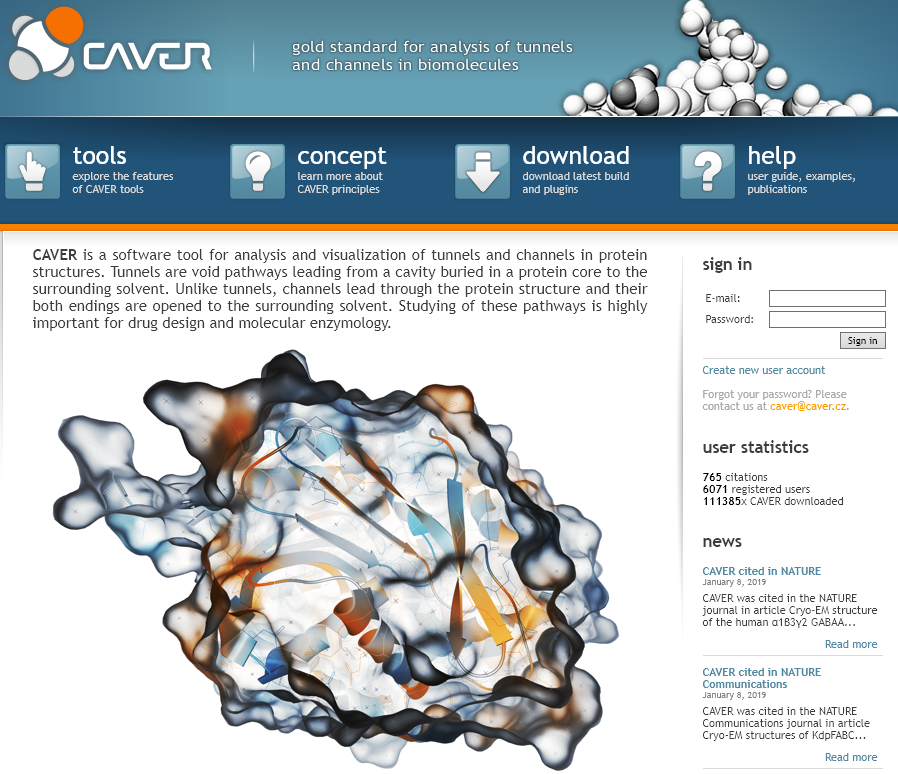 CAVER
gold standard for analysis of tunnels
and channels in biomolecules
tools
explore the features
of CAVER tools
concept
learn more about
CAVER principles
download
download latest build
and plugins
help
user guide, examples,
publications
CAVER is a software tool for analysis and visualization of tunnels and channels in protein
structures. Tunnels are void pathways leading from a cavity buried in a protein core to the
surrounding solvent. Unlike tunnels, channels lead through the protein structure and their
both endings are opened to the surrounding solvent. Studying of these pathways is highly
important for drug design and molecular enzymology.
sign in
E-mail:
Password:
Sign in
Create new user account
Forgot your password? Please
contact us at caver@caver.cz.
user statistics
765 citations
6071 registered users
111385x CAVER downloaded
news
CAVER cited in NATURE
January 8, 2019
CAVER was cited in the NATURE
journal in article Cryo-EM structure
of the human α1β3γ2 GABAA...
Read more
CAVER cited in NATURE
Communications
January 8, 2019
CAVER was cited in the NATURE
Communications journal in article
Cryo-EM structures of KdpFABC...
Read more